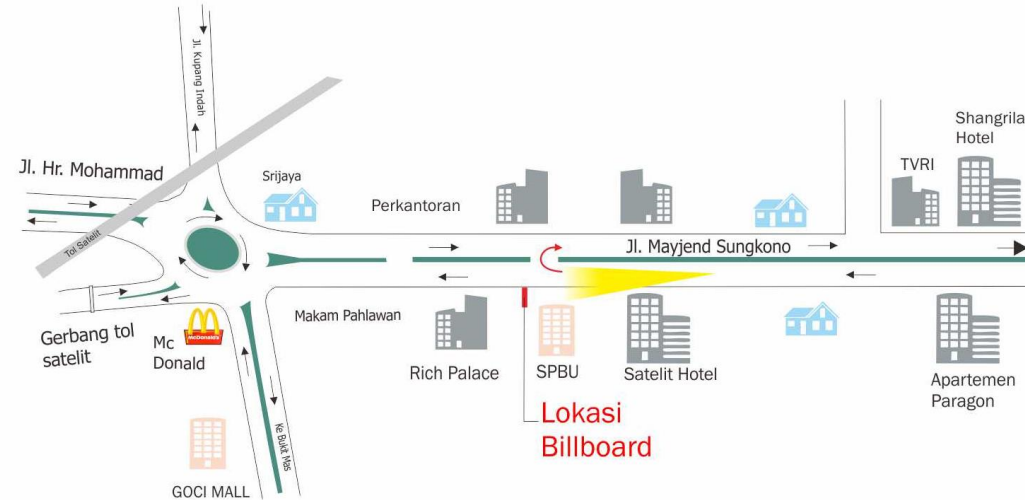 Jl. Kupang Indah
Jl. Hr. Mohammad
Tol Satelit
Srijaya
Perkantoran
Jl. Mayjend Sungkono
TVRI
Shangrila
Hotel
Gerbang tol
satelit
McDonald's
Mc
Donald
Makam Pahlawan
Rich Palace
SPBU
Satelit Hotel
Apartemen
Paragon
Lokasi
Billboard
Ke Bukit Mas
GOCI MALL